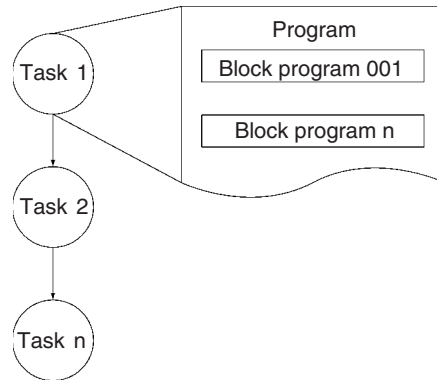 Task 1
Program
Block program 001
Block program n
Task 2
Task n